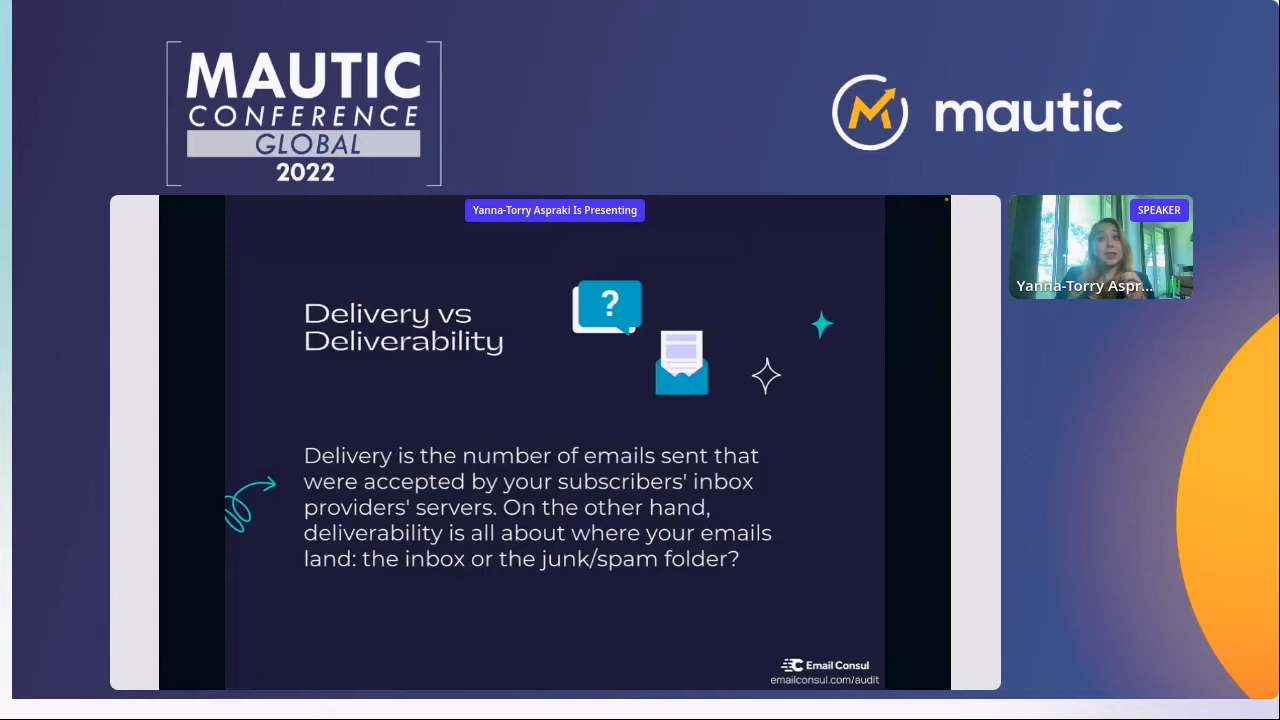 MAUTIC
CONFERENCE
GLOBAL
2022
mautic
Yanna-Torry Aspraki Is Presenting
SPEAKER
Yanna-Torry Aspr...
?
Delivery vs
Deliverability
Delivery is the number of emails sent that
were accepted by your subscribers' inbox
providers' servers. On the other hand,
deliverability is all about where your emails
land: the inbox or the junk/spam folder?
Email Consul
emailconsul.com/audit